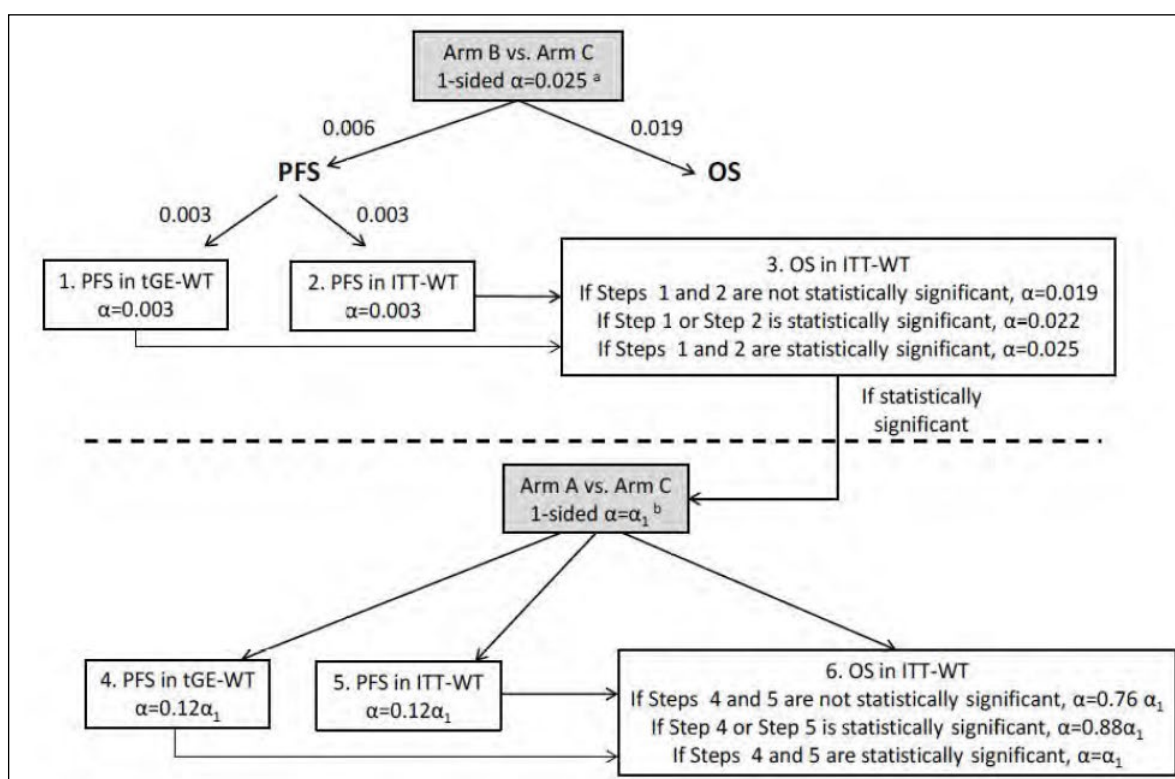 Arm B vs. Arm C
1-sided α=0.025 a
0.006
0.019
PFS
OS
0.003
0.003
1. PFS in tGE-WT
α=0.003
2. PFS in ITT-WT
α=0.003
3. OS in ITT-WT
If Steps 1 and 2 are not statistically significant, α=0.019
If Step 1 or Step 2 is statistically significant, α=0.022
If Steps 1 and 2 are statistically significant, α=0.025
If statistically
significant
Arm A vs. Arm C
1-sided α=α₁ b
4. PFS in tGE-WT
α=0.12α₁
5. PFS in ITT-WT
α=0.12α₁
6. OS in ITT-WT
If Steps 4 and 5 are not statistically significant, α=0.76 α₁
If Step 4 or Step 5 is statistically significant, α=0.88α₁
If Steps 4 and 5 are statistically significant, α=α₁